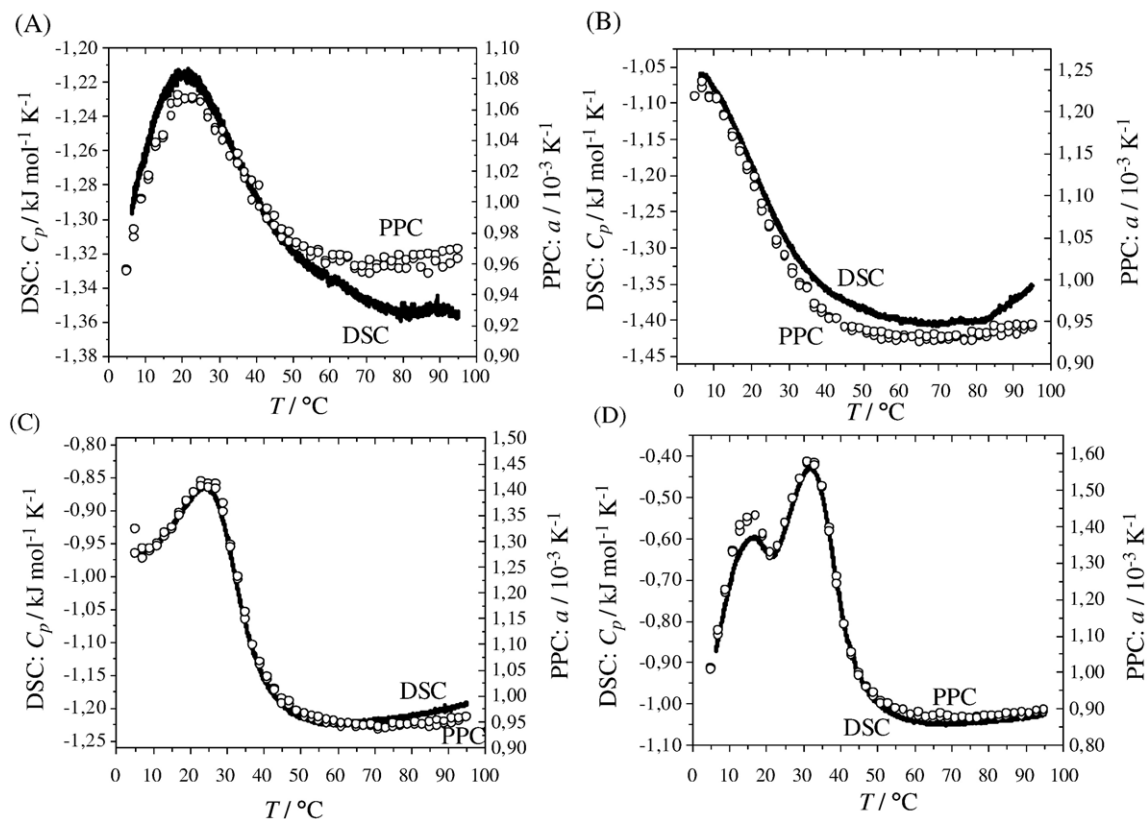 (A)
DSC: Cp / kJ mol-1 K-1
-1,20
-1,22
-1,24
-1,26
-1,28
-1,30
-1,32
-1,34
-1,36
-1,38
PPC
DSC
1,10
1,08
1,06
1,04
1,02
1,00
0,98
0,96
0,94
0,92
0,90
PPC: a / 10-3 K-1
0 10 20 30 40 50 60 70 80 90 100
T / °C
(B)
DSC: Cp / kJ mol-1 K-1
-1,05
-1,10
-1,15
-1,20
-1,25
-1,30
-1,35
-1,40
-1,45
DSC
PPC
1,25
1,20
1,15
1,10
1,05
1,00
0,95
0,90
PPC: a / 10-3 K-1
0 10 20 30 40 50 60 70 80 90 100
T / °C
(C)
DSC: Cp / kJ mol-1 K-1
-0,80
-0,85
-0,90
-0,95
-1,00
-1,05
-1,10
-1,15
-1,20
-1,25
DSC
PPC
1,50
1,45
1,40
1,35
1,30
1,25
1,20
1,15
1,10
1,05
1,00
0,95
0,90
PPC: a / 10-3 K-1
0 10 20 30 40 50 60 70 80 90 100
T / °C
(D)
DSC: Cp / kJ mol-1 K-1
-0,40
-0,50
-0,60
-0,70
-0,80
-0,90
-1,00
-1,10
PPC
DSC
1,60
1,50
1,40
1,30
1,20
1,10
1,00
0,90
0,80
PPC: a / 10-3 K-1
0 10 20 30 40 50 60 70 80 90 100
T / °C